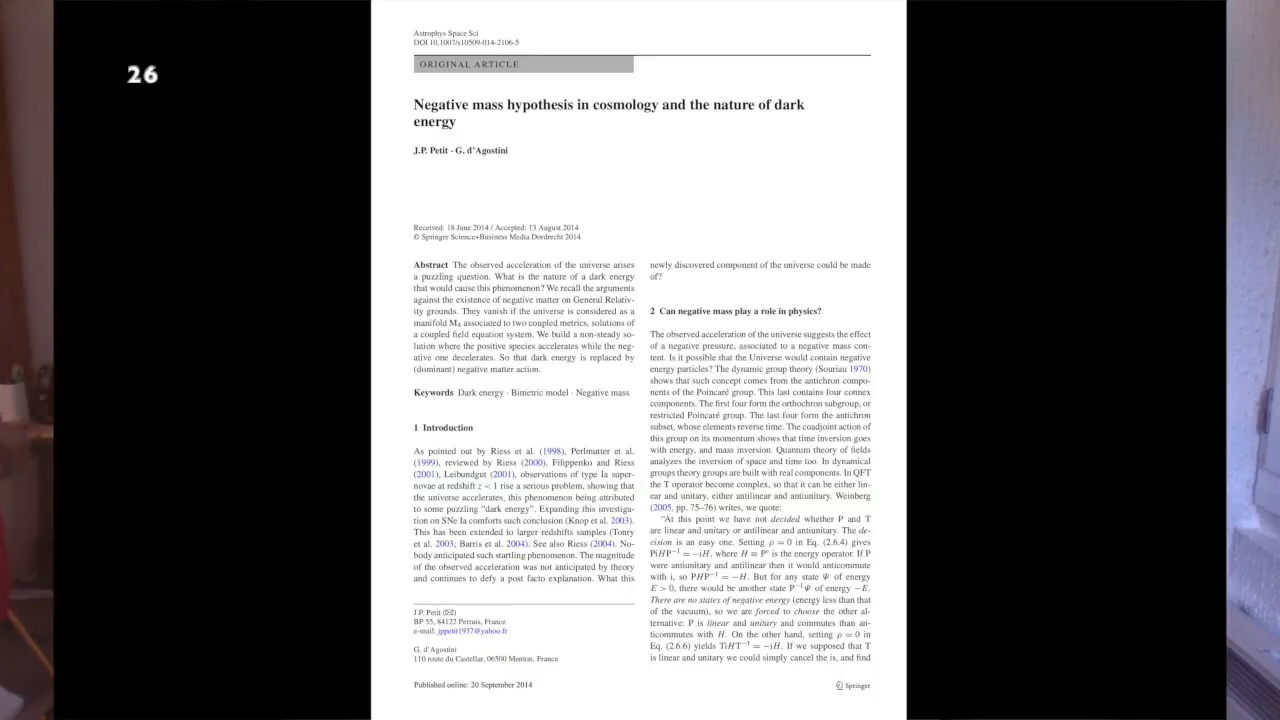 26
Astrophys Space Sci
DOI 10.1007/s10509-014-2106-5
ORIGINAL ARTICLE
Negative mass hypothesis in cosmology and the nature of dark
energy
J.P. Petit · G. d'Agostini
Received: 18 June 2014 / Accepted: 13 August 2014
© Springer Science+Business Media Dordrecht 2014
Abstract The observed acceleration of the universe arises
a puzzling question. What is the nature of a dark energy
that would cause this phenomenon? We recall the arguments
against the existence of negative matter on General Relativ-
ity grounds. They vanish if the universe is considered as a
manifold M4 associated to two coupled metrics, solutions of
a coupled field equation system. We build a non-steady so-
lution where the positive species accelerates while the neg-
ative one decelerates. So that dark energy is replaced by
(dominant) negative matter action.
Keywords Dark energy · Bimetric model · Negative mass
1 Introduction
As pointed out by Riess et al. (1998), Perlmutter et al.
(1999), reviewed by Riess (2000), Filippenko and Riess
(2001), Leibundgut (2001), observations of type Ia super-
novae at redshift z < 1 rise a serious problem, showing that
the universe accelerates, this phenomenon being attributed
to some puzzling “dark energy”. Expanding this investiga-
tion on SNe Ia comforts such conclusion (Knop et al. 2003).
This has been extended to larger redshifts samples (Tonry
et al. 2003; Barris et al. 2004). See also Riess (2004). No-
body anticipated such startling phenomenon. The magnitude
of the observed acceleration was not anticipated by theory
and continues to defy a post facto explanation. What this
J.P. Petit (✉)
BP 55, 84122 Pertuis, France
e-mail: jppetit1937@yahoo.fr
G. d'Agostini
110 route du Castellar, 06500 Menton, France
Published online: 20 September 2014
newly discovered component of the universe could be made
of?
2 Can negative mass play a role in physics?
The observed acceleration of the universe suggests the effect
of a negative pressure, associated to a negative mass con-
tent. Is it possible that the Universe would contain negative
energy particles? The dynamic group theory (Souriau 1970)
shows that such concept comes from the antichron compo-
nents of the Poincaré group. This last contains four connex
components. The first four form the orthochron subgroup, or
restricted Poincaré group. The last four form the antichron
subset, whose elements reverse time. The coadjoint action of
this group on its momentum shows that time inversion goes
with energy, and mass inversion. Quantum theory of fields
analyzes the inversion of space and time too. In dynamical
groups theory groups are built with real components. In QFT
the T operator become complex, so that it can be either lin-
ear and unitary, either antilinear and antiunitary. Weinberg
(2005, pp. 75–76) writes, we quote:
“At this point we have not decided whether P and T
are linear and unitary or antilinear and antiunitary. The de-
cision is an easy one. Setting ρ = 0 in Eq. (2.6.4) gives
PiHP⁻¹ = −iH, where H ≡ P° is the energy operator. If P
were antiunitary and antilinear then it would anticommute
with i, so PHP⁻¹ = −H. But for any state Ψ of energy
E > 0, there would be another state P⁻¹Ψ of energy −E.
There are no states of negative energy (energy less than that
of the vacuum), so we are forced to choose the other al-
ternative: P is linear and unitary and commutes than an-
ticommutes with H. On the other hand, setting ρ = 0 in
Eq. (2.6.6) yields TiHT⁻¹ = −iH. If we supposed that T
is linear and unitary we could simply cancel the is, and find
Springer